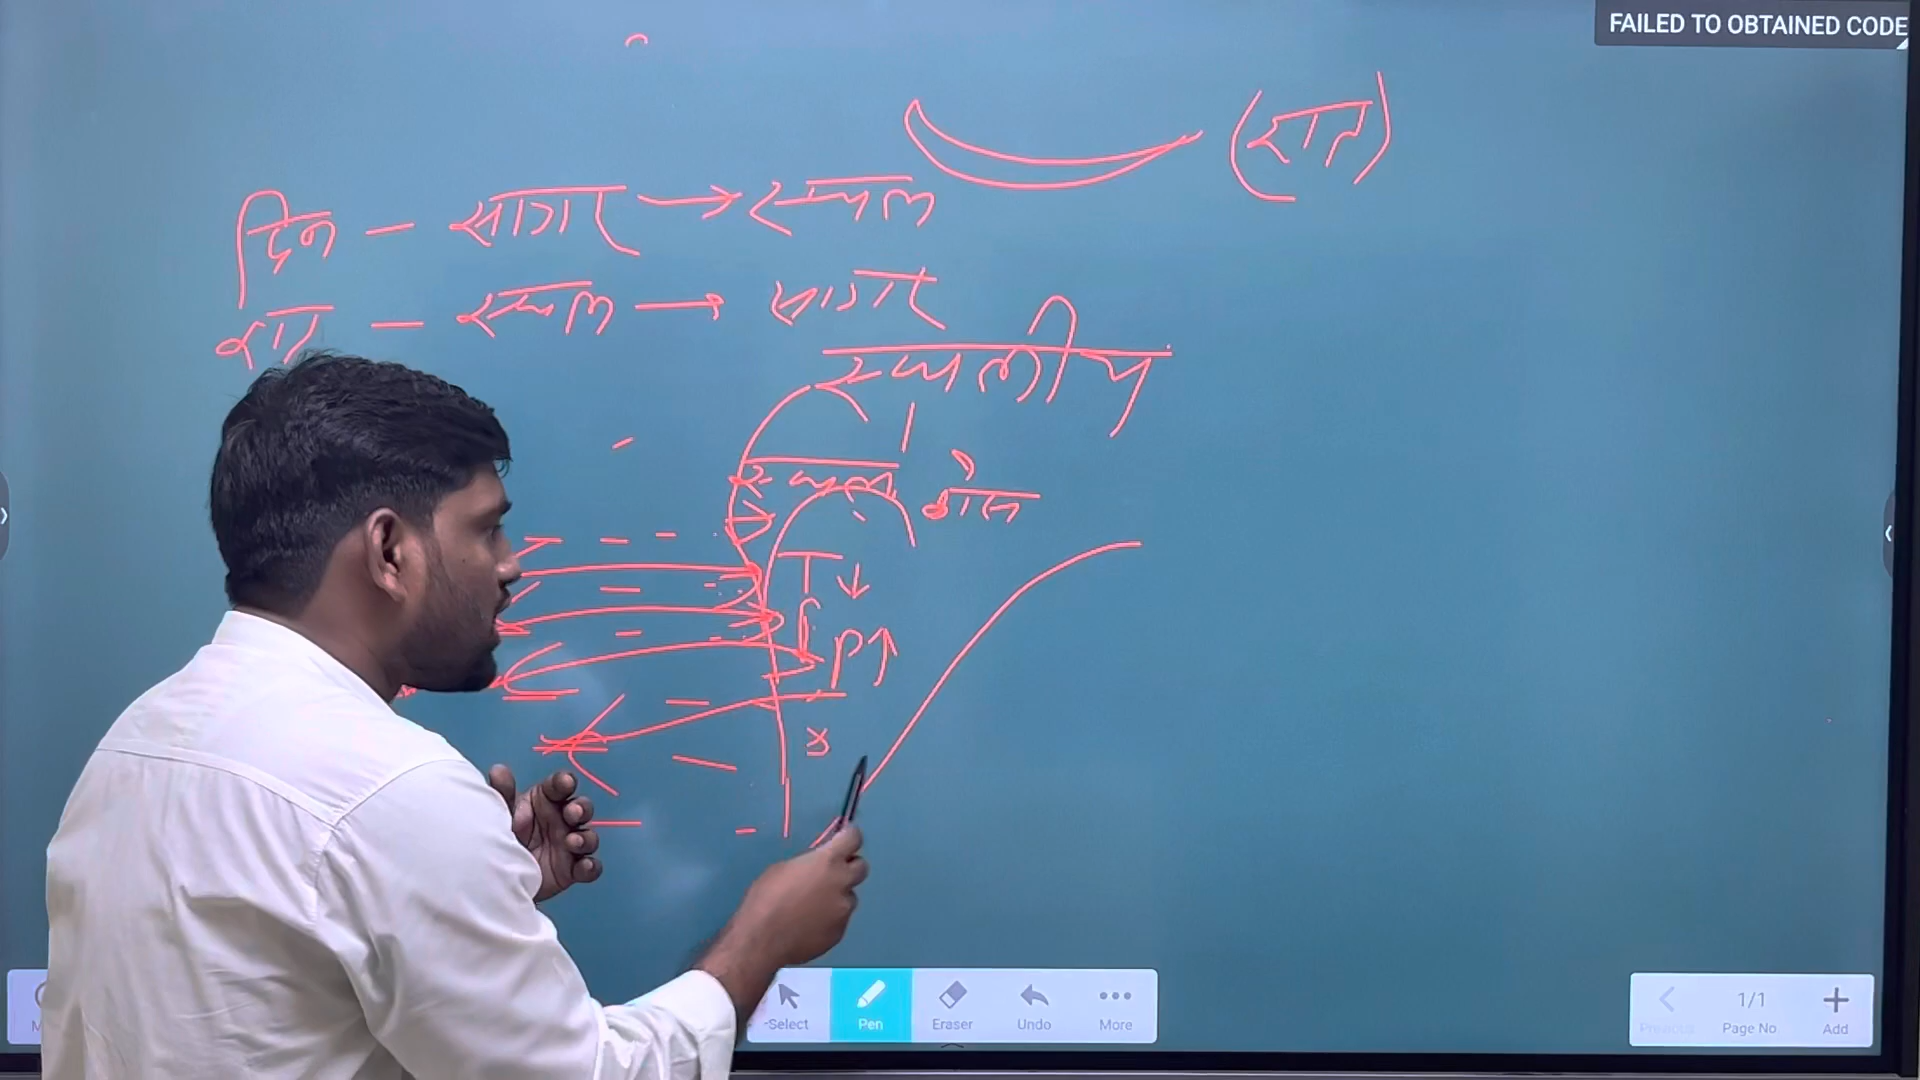 FAILED TO OBTAINED CODE
(रात)
दिन – सागर → स्थल
रात – स्थल → सागर
स्थलीय
स्थल
ठोस
T↓
P↑
Select
Pen
Eraser
Undo
More
1/1
Previous
Page No
Add